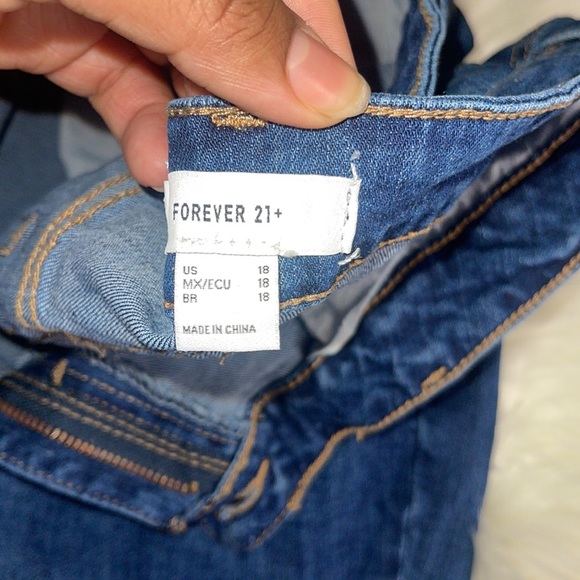 FOREVER 21+
US 18
MX/ECU 18
BR 18
MADE IN CHINA